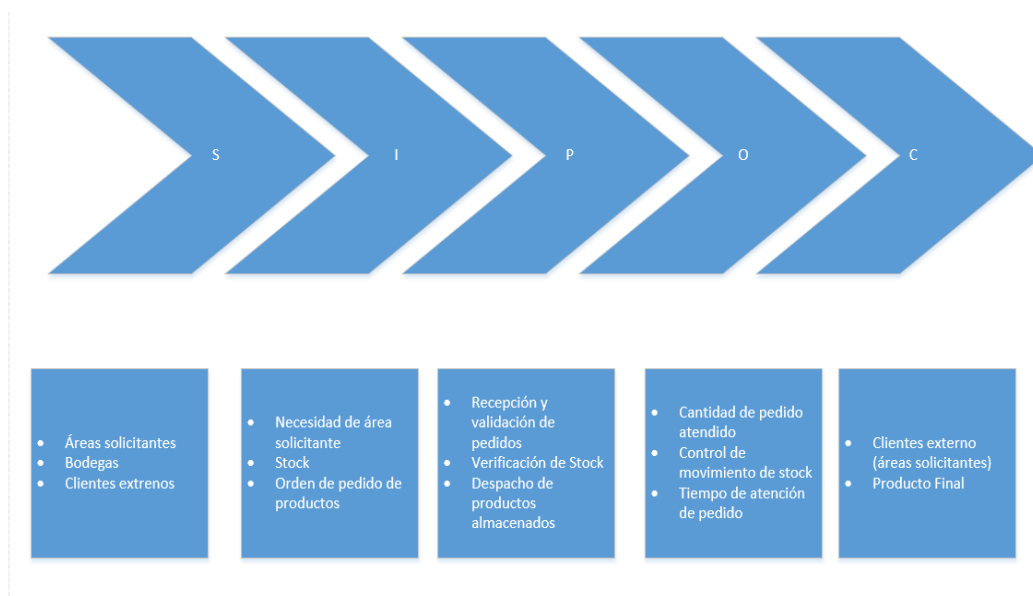 S
I
P
O
C
• Áreas solicitantes
• Bodegas
• Clientes extrenos
• Necesidad de área
solicitante
• Stock
• Orden de pedido de
productos
• Recepción y
validación de
pedidos
• Verificación de Stock
• Despacho de
productos
almacenados
• Cantidad de pedido
atendido
• Control de
movimiento de stock
• Tiempo de atención
de pedido
• Clientes externo
(áreas solicitantes)
• Producto Final